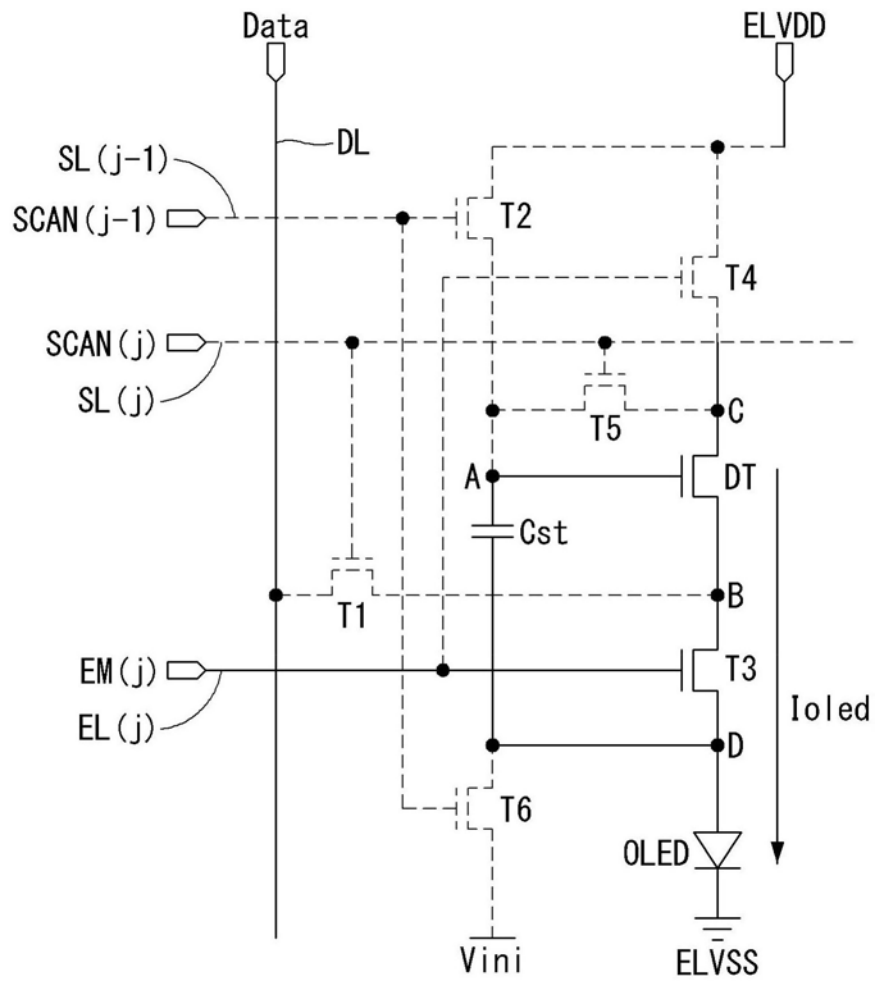 Data
ELVDD
DL
SL(j-1)
SCAN(j-1)
T2
T4
SCAN(j)
SL(j)
T5
C
A
DT
Cst
T1
B
EM(j)
T3
EL(j)
Ioled
D
T6
OLED
Vini
ELVSS